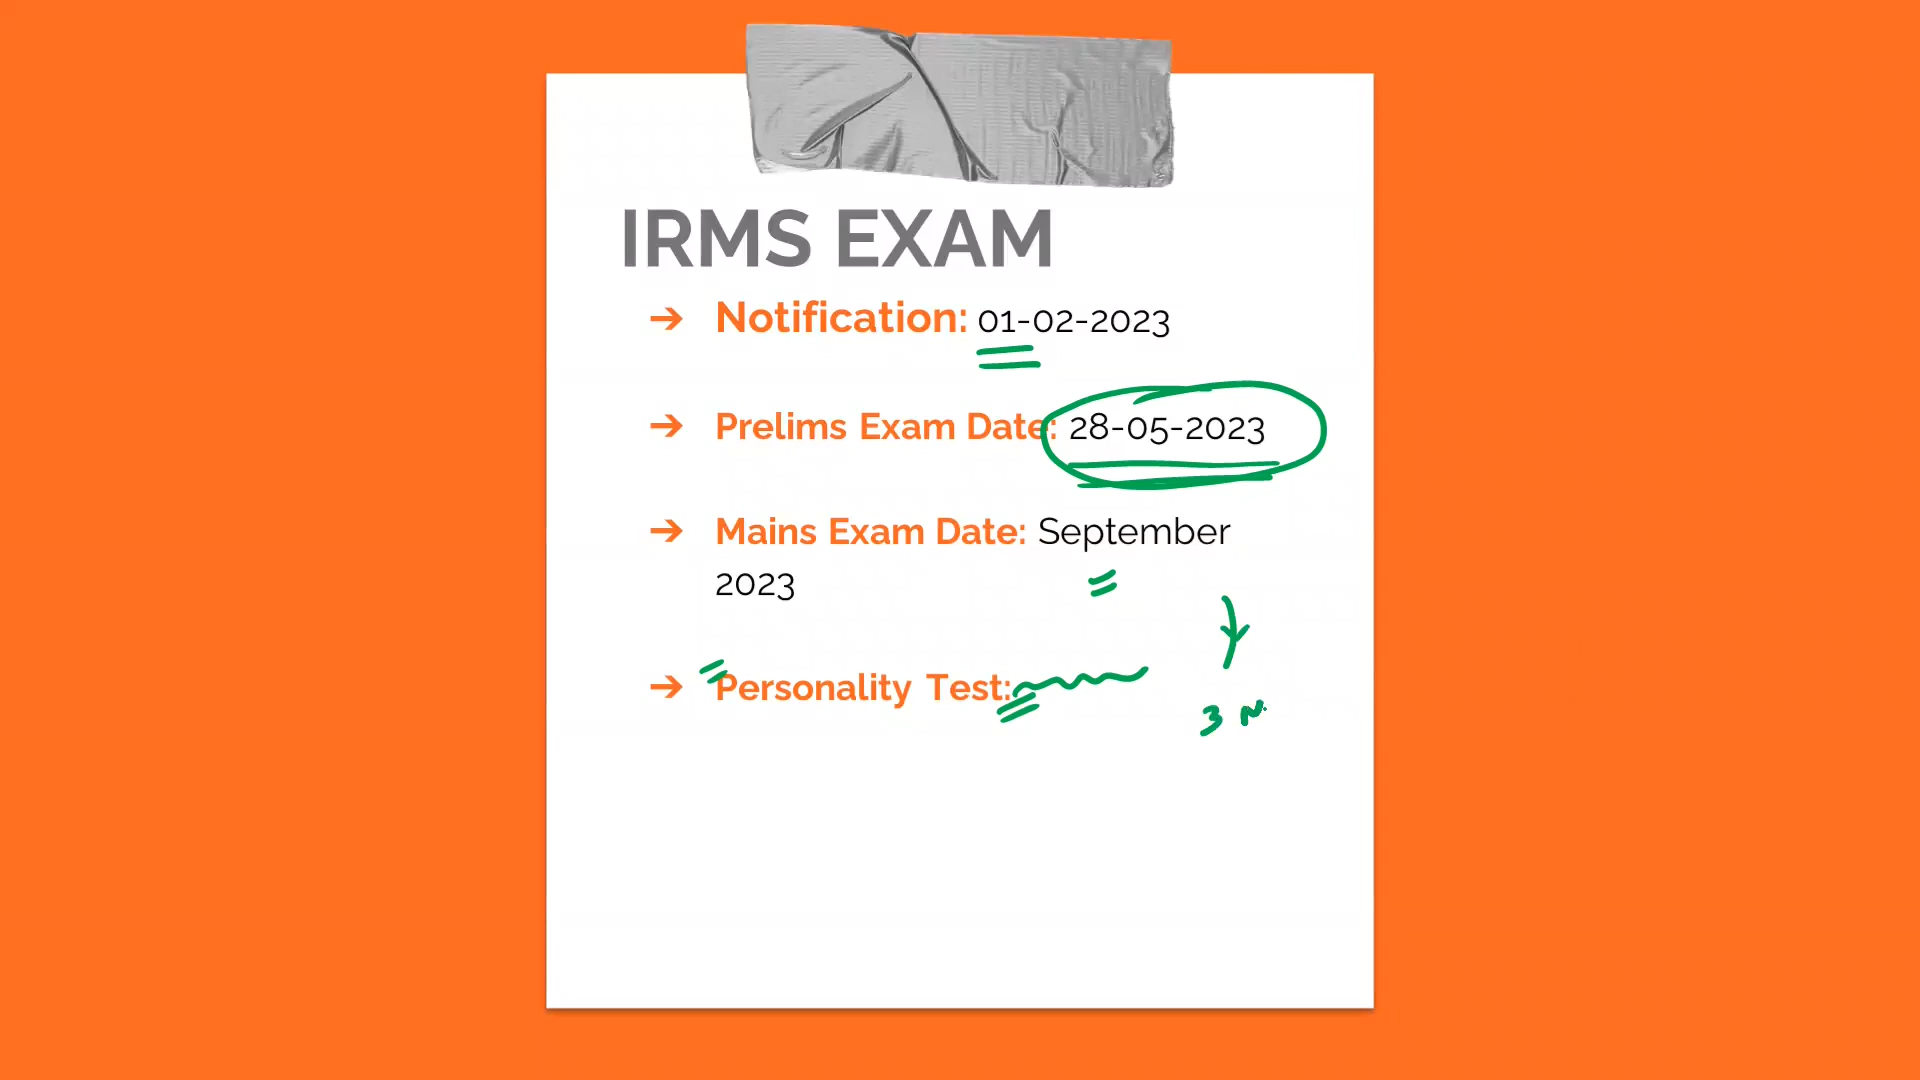 IRMS EXAM
➔ Notification: 01-02-2023
➔ Prelims Exam Date: 28-05-2023
➔ Mains Exam Date: September
2023
➔ Personality Test:
3